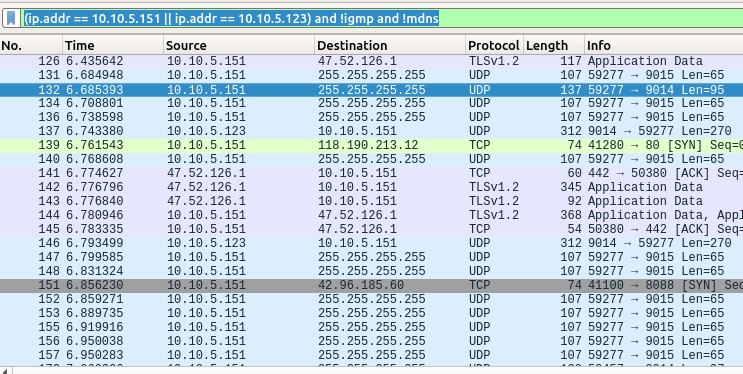 (ip.addr == 10.10.5.151 || ip.addr == 10.10.5.123) and !igmp and !mdns
No. Time Source Destination Protocol Length Info
126 6.435642 10.10.5.151 47.52.126.1 TLSv1.2 117 Application Data
131 6.684948 10.10.5.151 255.255.255.255 UDP 107 59277 → 9015 Len=65
132 6.685393 10.10.5.151 255.255.255.255 UDP 137 59277 → 9014 Len=95
134 6.708801 10.10.5.151 255.255.255.255 UDP 107 59277 → 9015 Len=65
136 6.738598 10.10.5.151 255.255.255.255 UDP 107 59277 → 9015 Len=65
137 6.743380 10.10.5.123 10.10.5.151 UDP 312 9014 → 59277 Len=270
139 6.761543 10.10.5.151 118.190.213.12 TCP 74 41280 → 80 [SYN] Seq=0
140 6.768608 10.10.5.151 255.255.255.255 UDP 107 59277 → 9015 Len=65
141 6.774627 47.52.126.1 10.10.5.151 TCP 60 442 → 50380 [ACK] Seq=
142 6.776796 47.52.126.1 10.10.5.151 TLSv1.2 345 Application Data
143 6.776840 47.52.126.1 10.10.5.151 TLSv1.2 92 Application Data
144 6.780946 10.10.5.151 47.52.126.1 TLSv1.2 368 Application Data, Appl
145 6.783335 10.10.5.151 47.52.126.1 TCP 54 50380 → 442 [ACK] Seq=
146 6.793499 10.10.5.123 10.10.5.151 UDP 312 9014 → 59277 Len=270
147 6.799585 10.10.5.151 255.255.255.255 UDP 107 59277 → 9015 Len=65
148 6.831324 10.10.5.151 255.255.255.255 UDP 107 59277 → 9015 Len=65
151 6.856230 10.10.5.151 42.96.185.60 TCP 74 41100 → 8088 [SYN] Seq
152 6.859271 10.10.5.151 255.255.255.255 UDP 107 59277 → 9015 Len=65
153 6.889735 10.10.5.151 255.255.255.255 UDP 107 59277 → 9015 Len=65
155 6.919916 10.10.5.151 255.255.255.255 UDP 107 59277 → 9015 Len=65
156 6.950038 10.10.5.151 255.255.255.255 UDP 107 59277 → 9015 Len=65
157 6.950283 10.10.5.151 255.255.255.255 UDP 107 59277 → 9015 Len=65